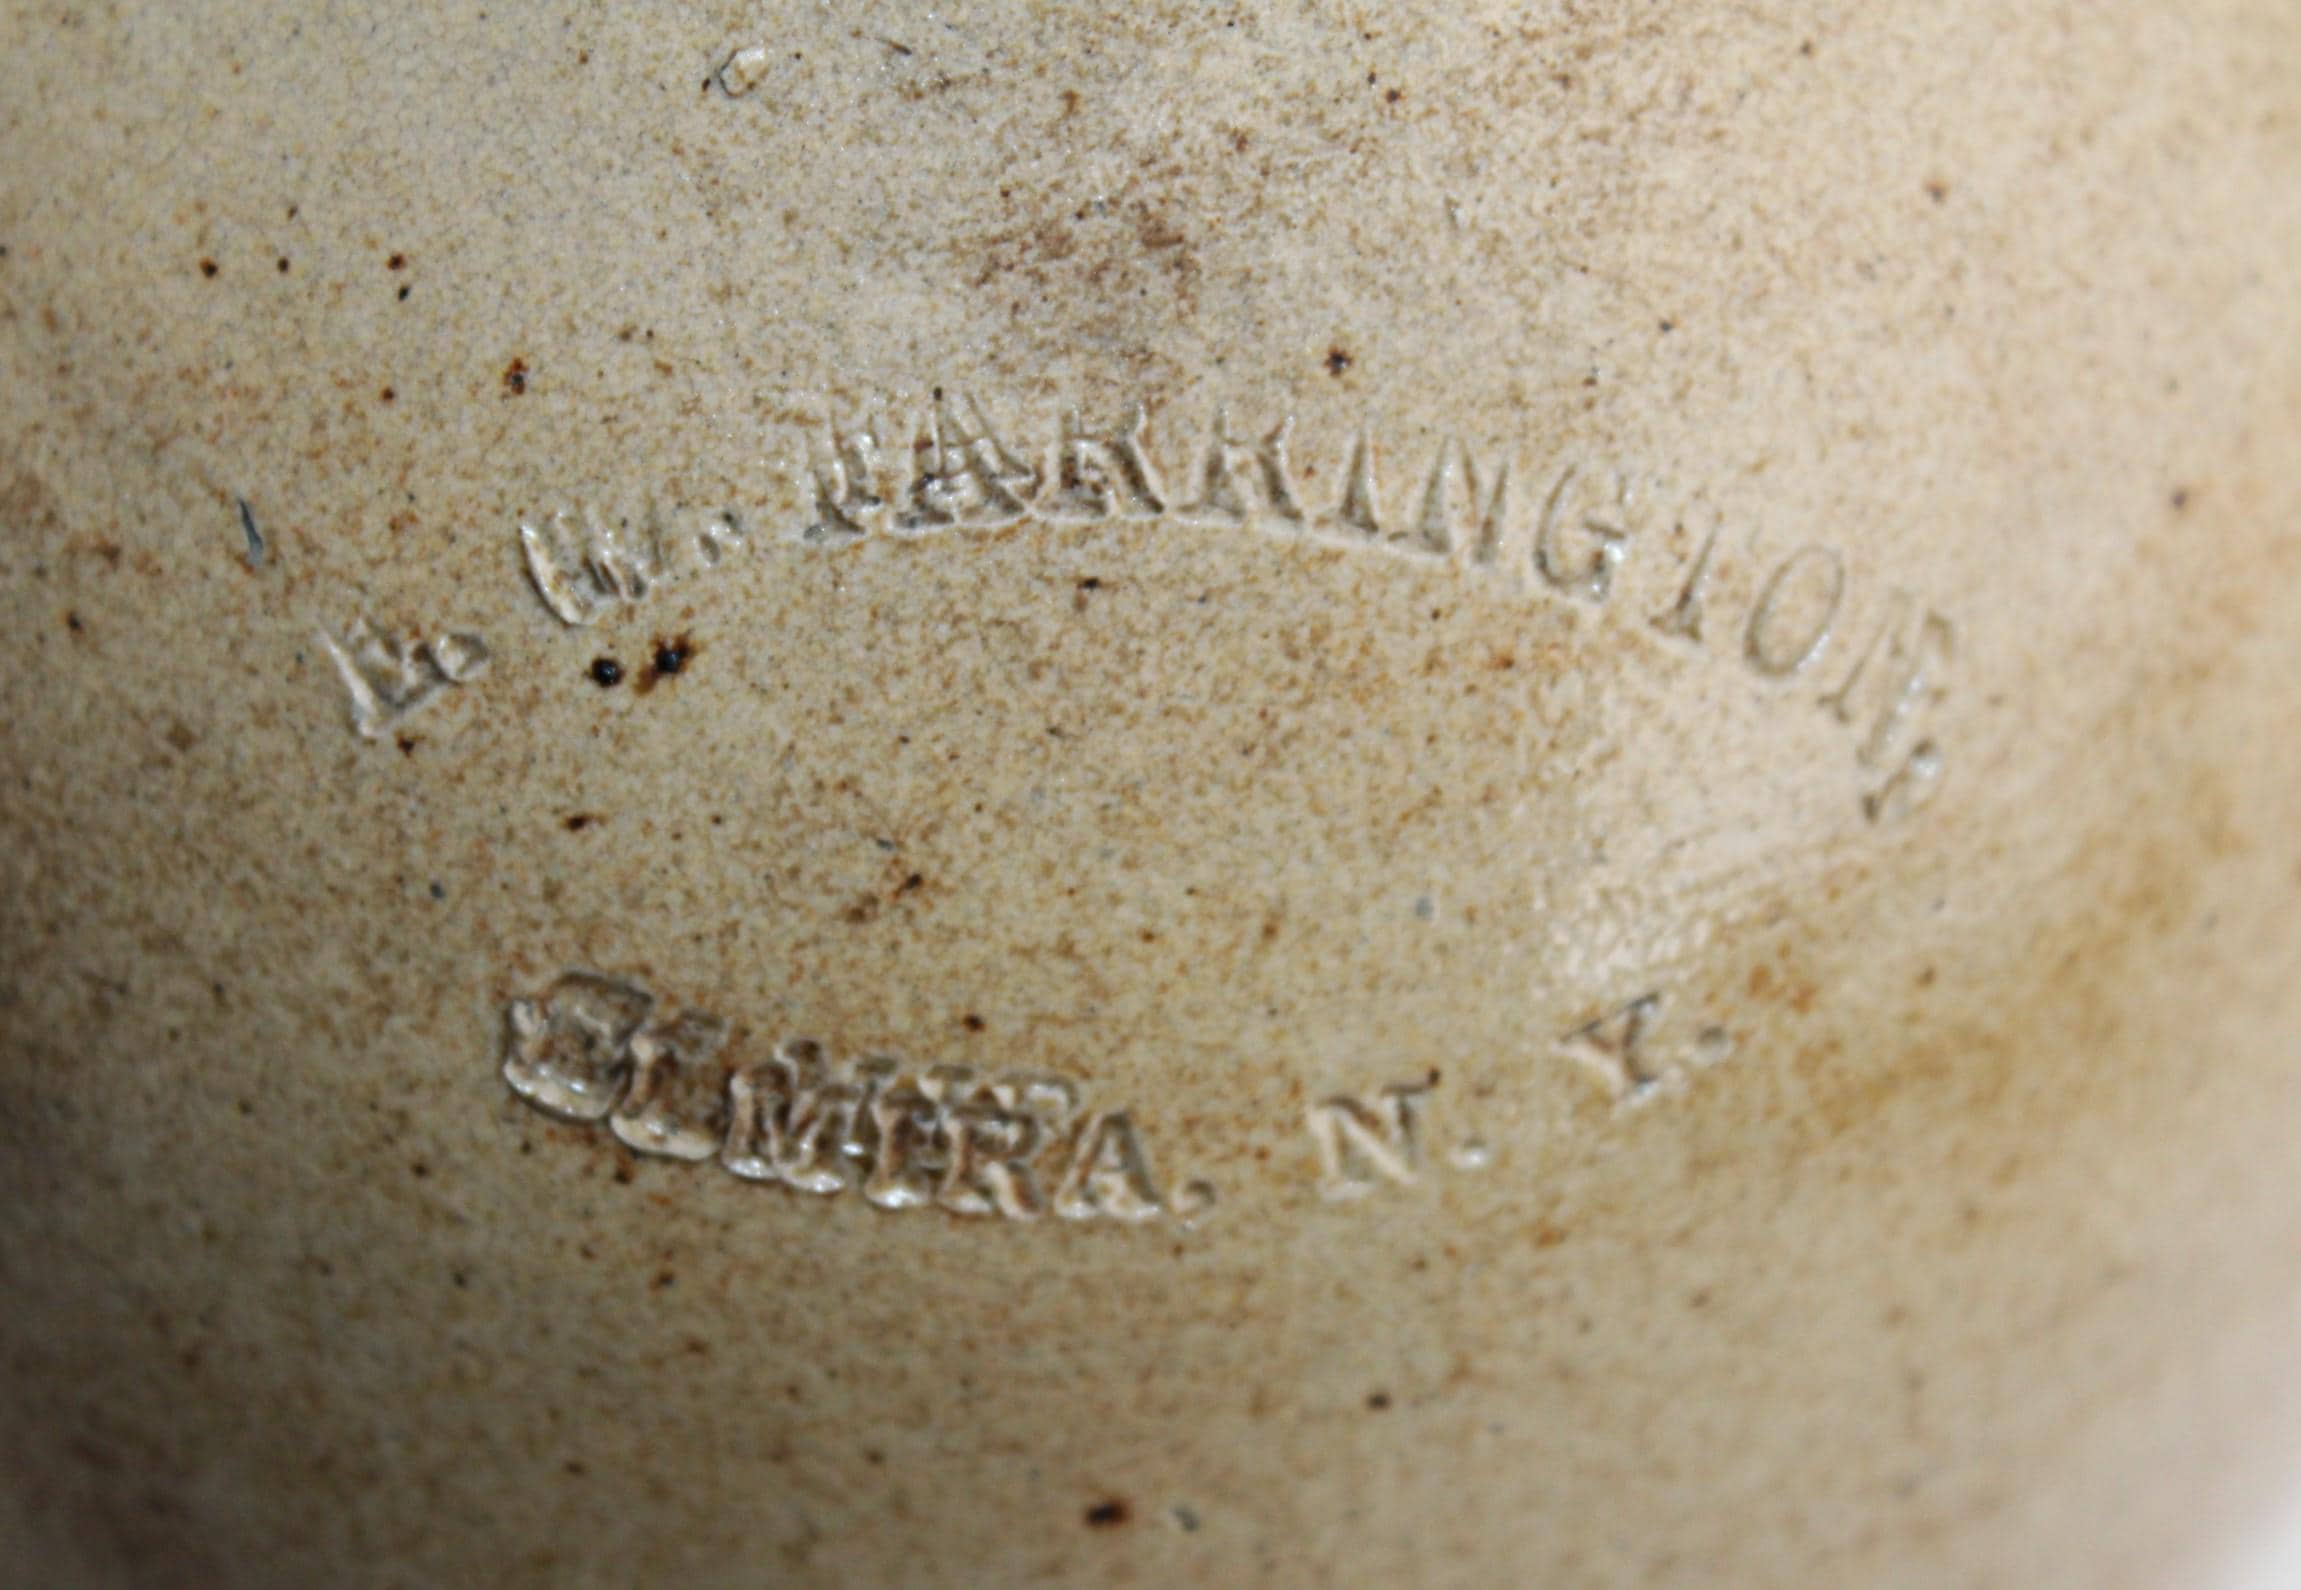 E. W. FARRINGTON,
ELMIRA, N. Y.